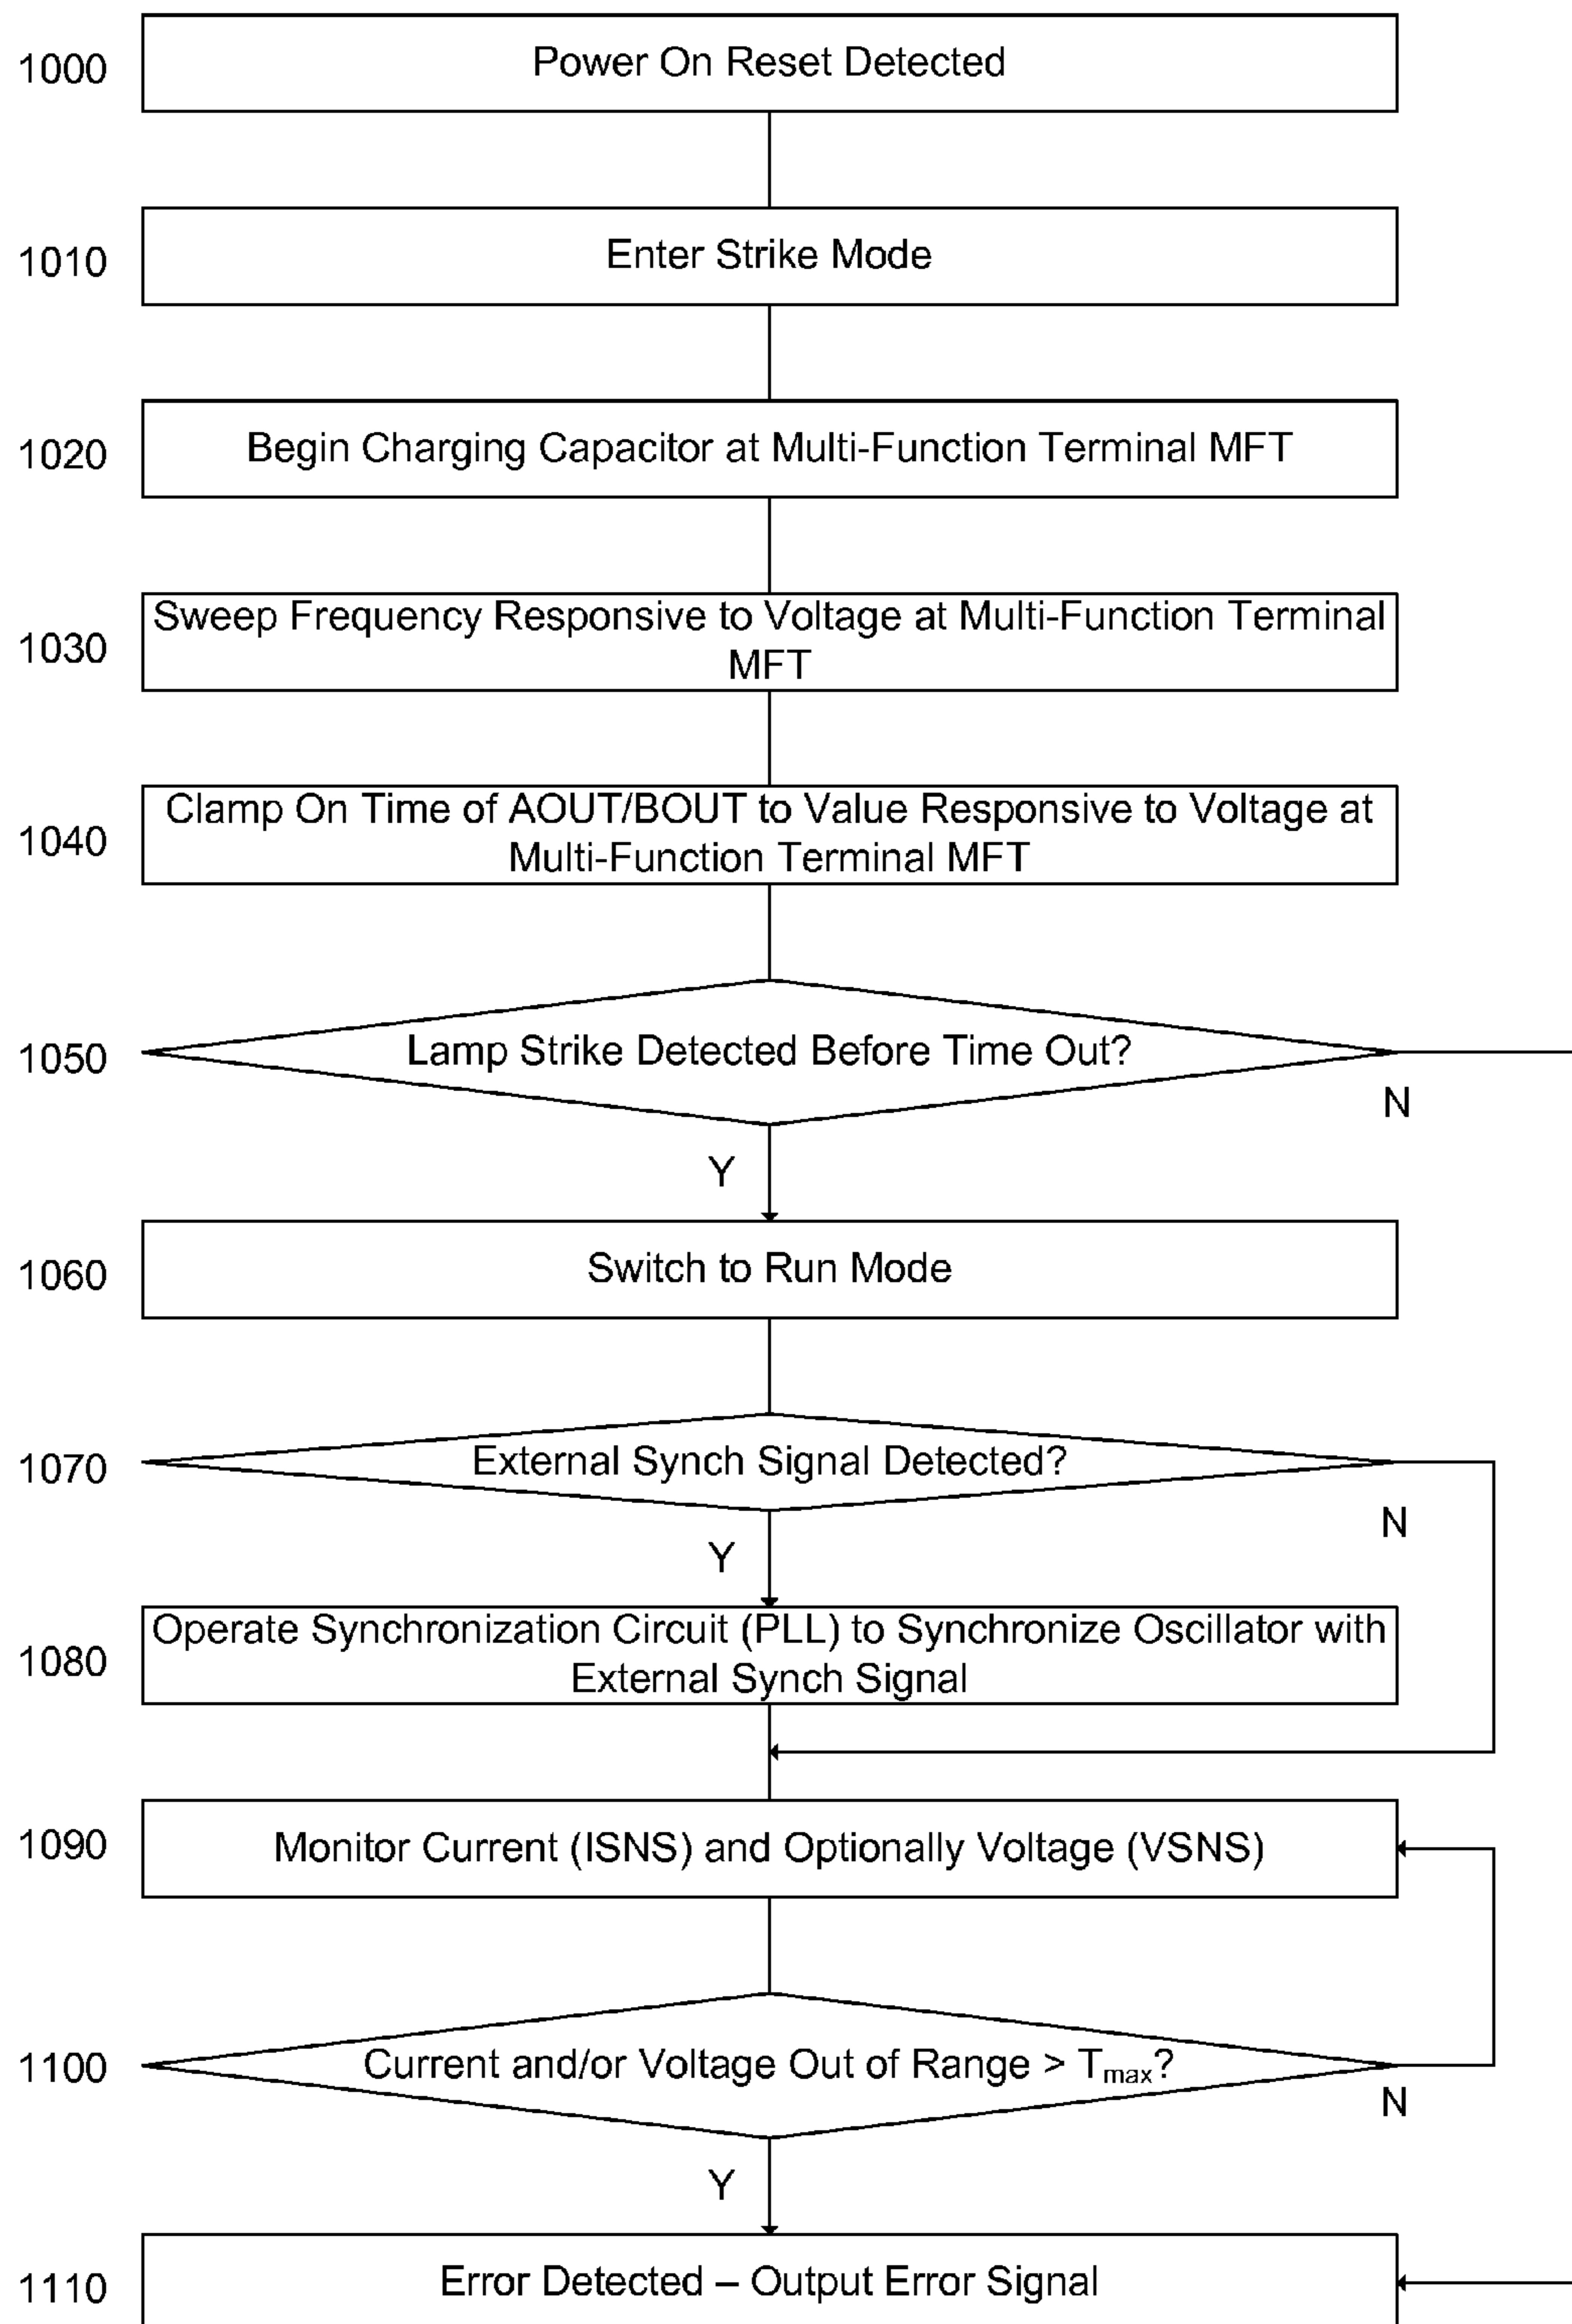 1000
Power On Reset Detected
1010
Enter Strike Mode
1020
Begin Charging Capacitor at Multi-Function Terminal MFT
1030
Sweep Frequency Responsive to Voltage at Multi-Function Terminal
MFT
1040
Clamp On Time of AOUT/BOUT to Value Responsive to Voltage at
Multi-Function Terminal MFT
1050
Lamp Strike Detected Before Time Out?
N
Y
1060
Switch to Run Mode
1070
External Synch Signal Detected?
N
Y
1080
Operate Synchronization Circuit (PLL) to Synchronize Oscillator with
External Synch Signal
1090
Monitor Current (ISNS) and Optionally Voltage (VSNS)
1100
Current and/or Voltage Out of Range > Tmax?
N
Y
1110
Error Detected – Output Error Signal